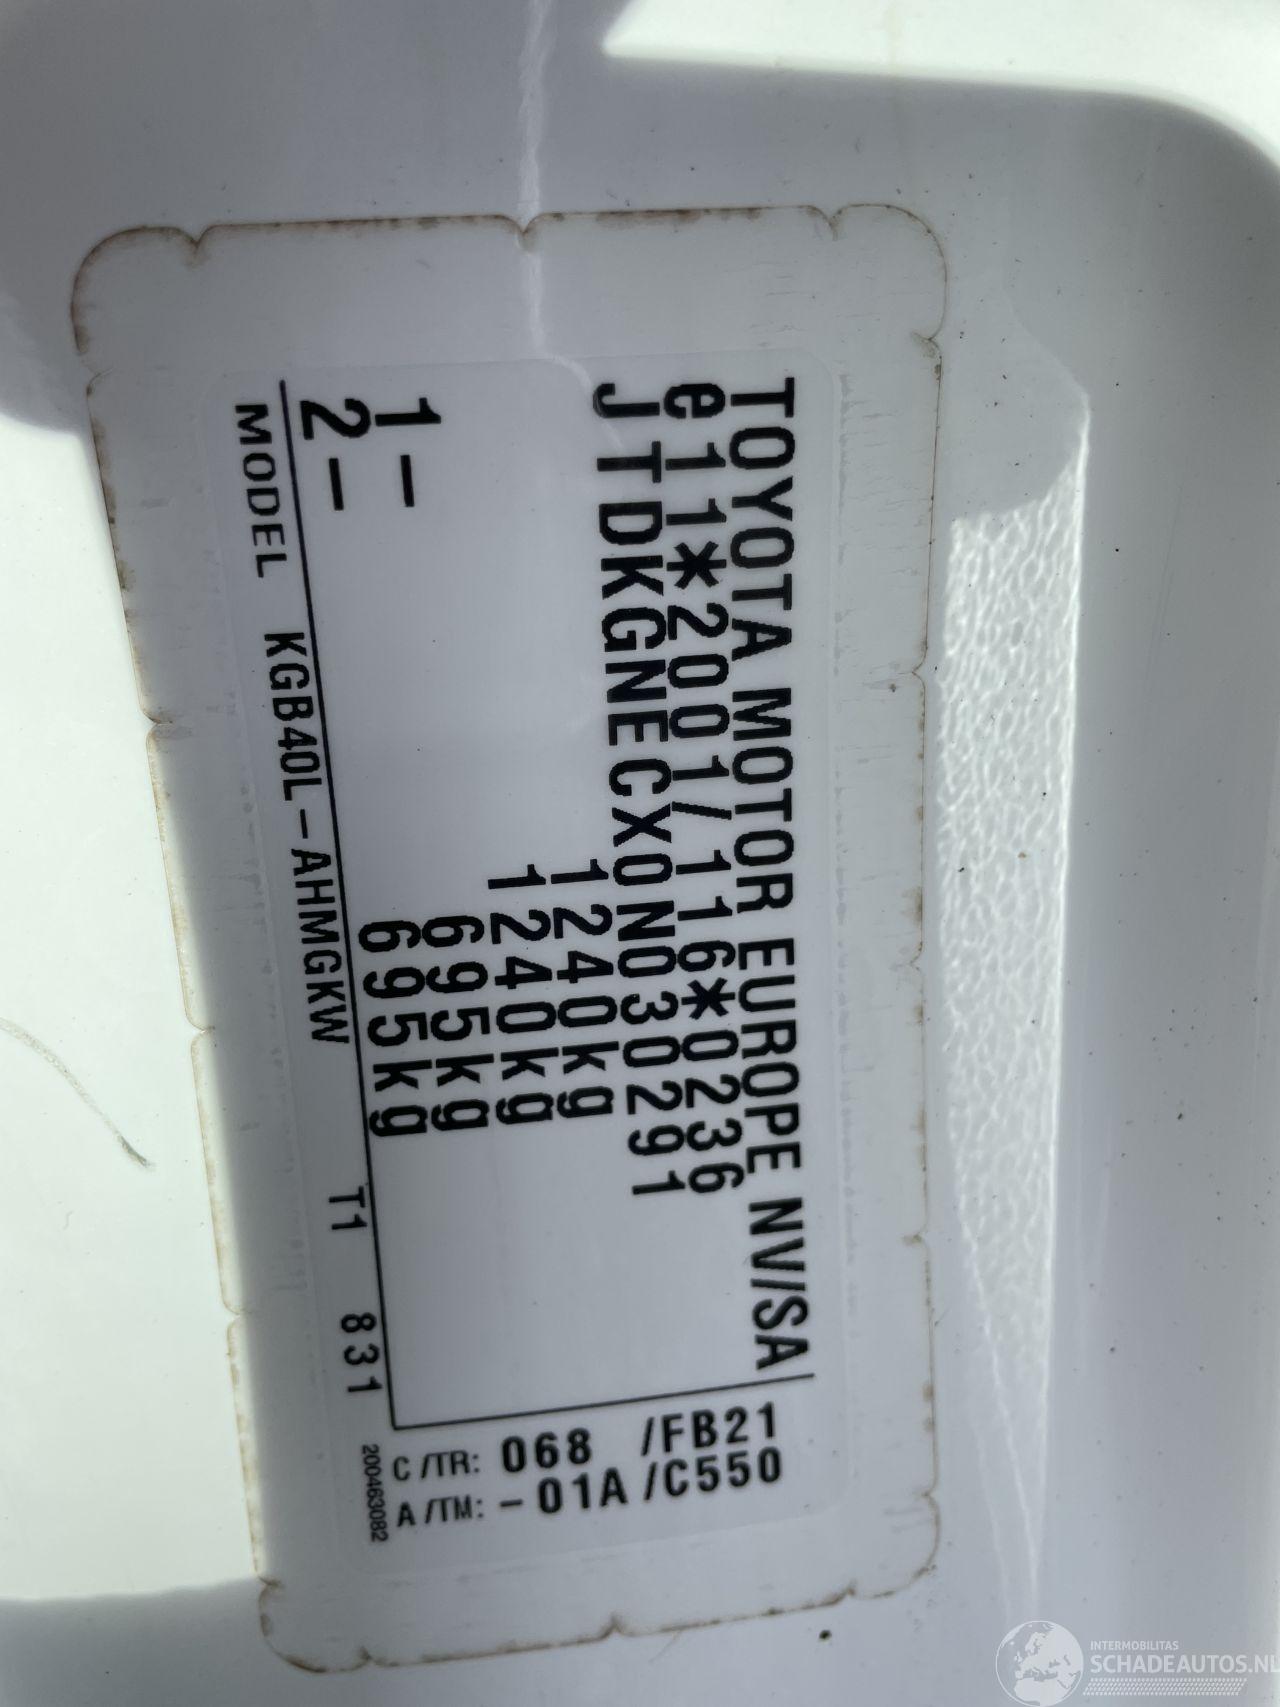 TOYOTA MOTOR EUROPE NV/SA
e11*2001/116*0236
JTDKGNECX0N030291
1240kg
1240kg
1- 695kg
2- 695kg
MODEL KGB40L-AHMGKW T1 831
C/TR: 068 /FB21
A/TM: -01A /C550
200463082
INTERMOBILITAS
SCHADEAUTOS.NL